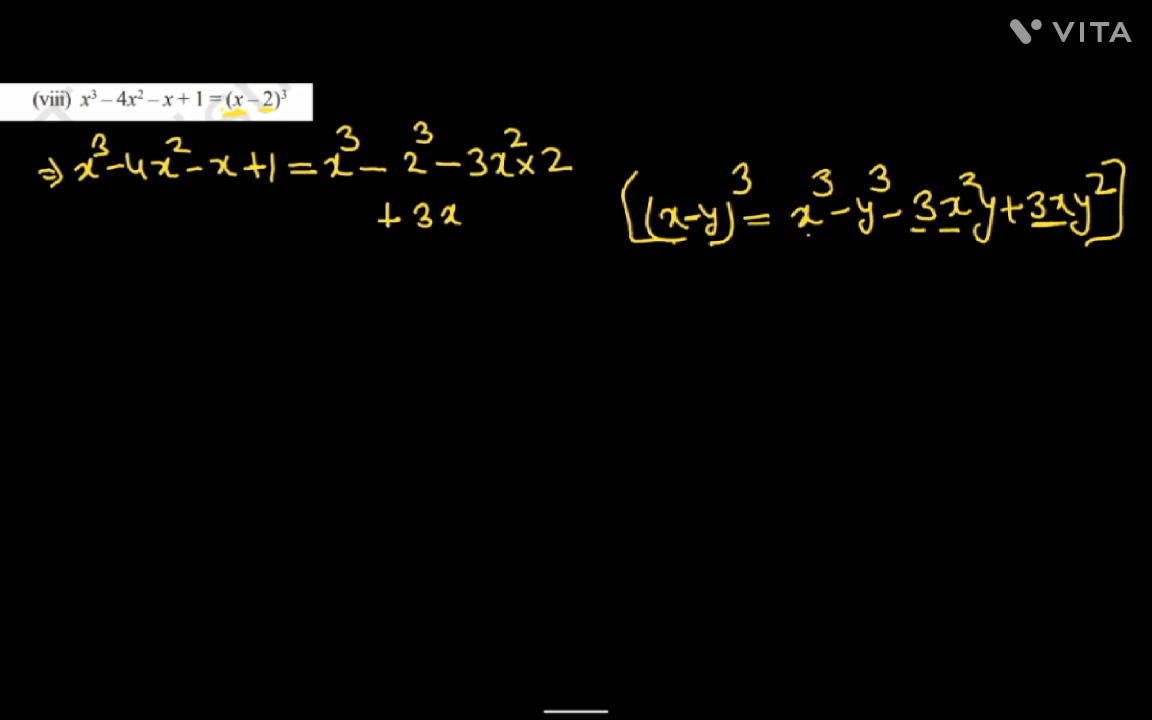 VITA
(viii) x³ – 4x² – x + 1 = (x – 2)³
⇒ x³ - 4x² - x + 1 = x³ - 2³ - 3x² × 2
+ 3x
[(x-y)³ = x³ - y³ - 3x²y + 3xy²]